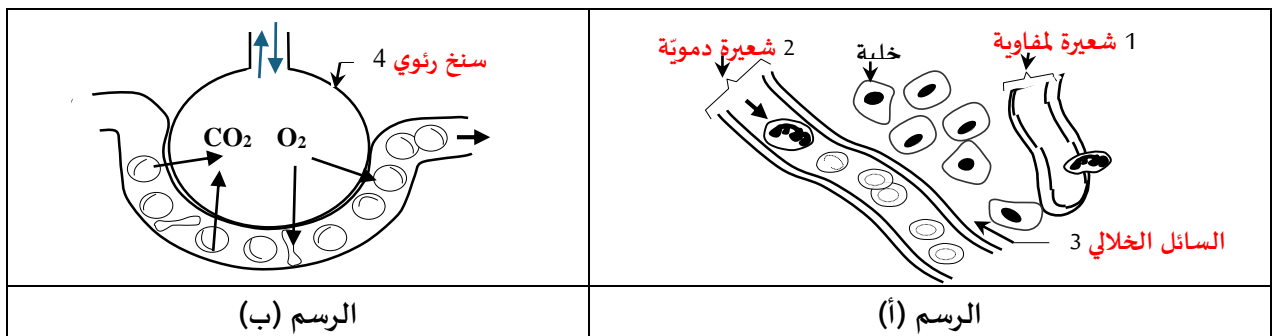 1 شعيرة لمفاوية
خلية
2 شعيرة دمويّة
3 السائل الخلالي
الرسم (أ)
4 سنخ رئوي
CO₂ O₂
الرسم (ب)